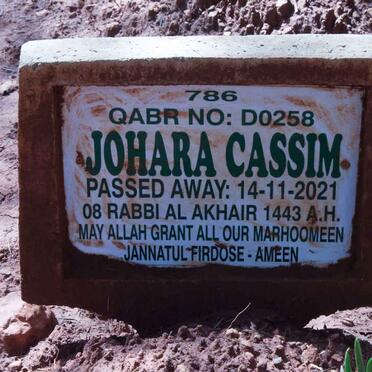 786
QABR NO: D0258
JOHARA CASSIM
PASSED AWAY: 14-11-2021
08 RABBI AL AKHAIR 1443 A.H.
MAY ALLAH GRANT ALL OUR MARHOOMEEN
JANNATUL FIRDOSE - AMEEN